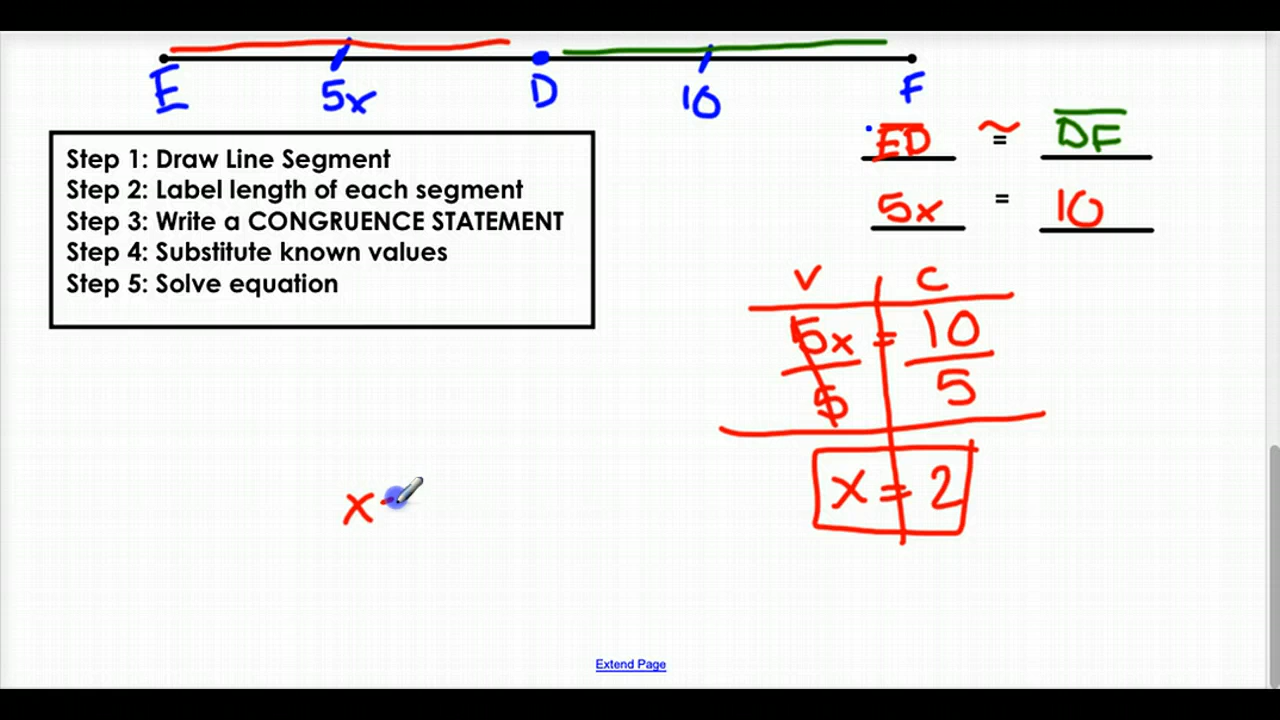 E 5x D 10 F
Step 1: Draw Line Segment
Step 2: Label length of each segment
Step 3: Write a CONGRUENCE STATEMENT
Step 4: Substitute known values
Step 5: Solve equation
ED ≅ DF
5x = 10
V C
5x = 10
5 5
x = 2
x -
Extend Page